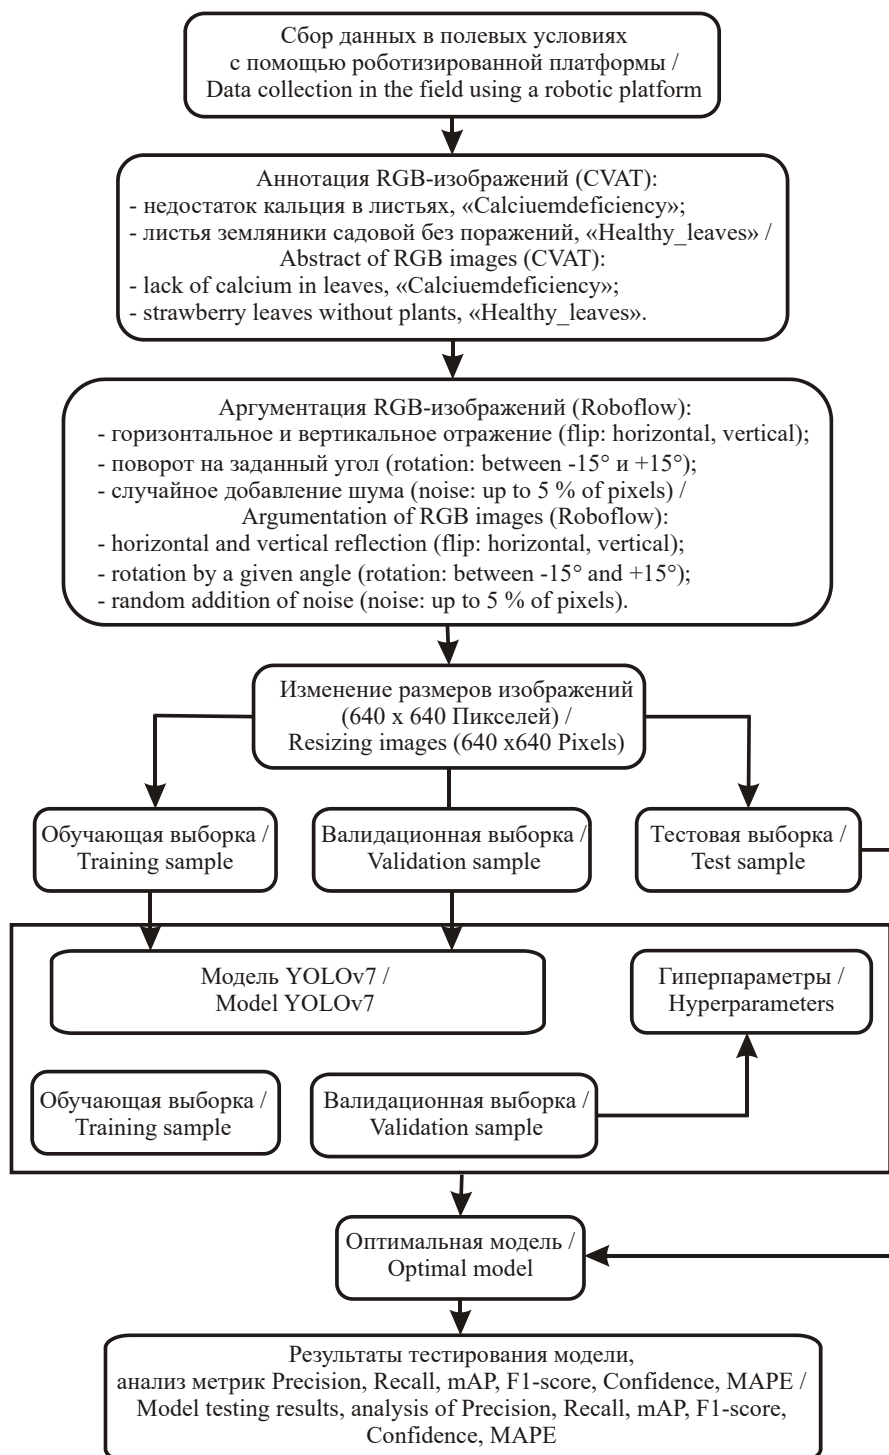 Сбор данных в полевых условиях
с помощью роботизированной платформы /
Data collection in the field using a robotic platform
Аннотация RGB-изображений (CVAT):
- недостаток кальция в листьях, «Calciuemdeficiency»;
- листья земляники садовой без поражений, «Healthy_leaves» /
Abstract of RGB images (CVAT):
- lack of calcium in leaves, «Calciuemdeficiency»;
- strawberry leaves without plants, «Healthy_leaves».
Аргументация RGB-изображений (Roboflow):
- горизонтальное и вертикальное отражение (flip: horizontal, vertical);
- поворот на заданный угол (rotation: between -15° и +15°);
- случайное добавление шума (noise: up to 5 % of pixels) /
Argumentation of RGB images (Roboflow):
- horizontal and vertical reflection (flip: horizontal, vertical);
- rotation by a given angle (rotation: between -15° and +15°);
- random addition of noise (noise: up to 5 % of pixels).
Изменение размеров изображений
(640 x 640 Пикселей) /
Resizing images (640 x640 Pixels)
Обучающая выборка /
Training sample
Валидационная выборка /
Validation sample
Тестовая выборка /
Test sample
Модель YOLOv7 /
Model YOLOv7
Гиперпараметры /
Hyperparameters
Обучающая выборка /
Training sample
Валидационная выборка /
Validation sample
Оптимальная модель /
Optimal model
Результаты тестирования модели,
анализ метрик Precision, Recall, mAP, F1-score, Confidence, MAPE /
Model testing results, analysis of Precision, Recall, mAP, F1-score,
Confidence, MAPE